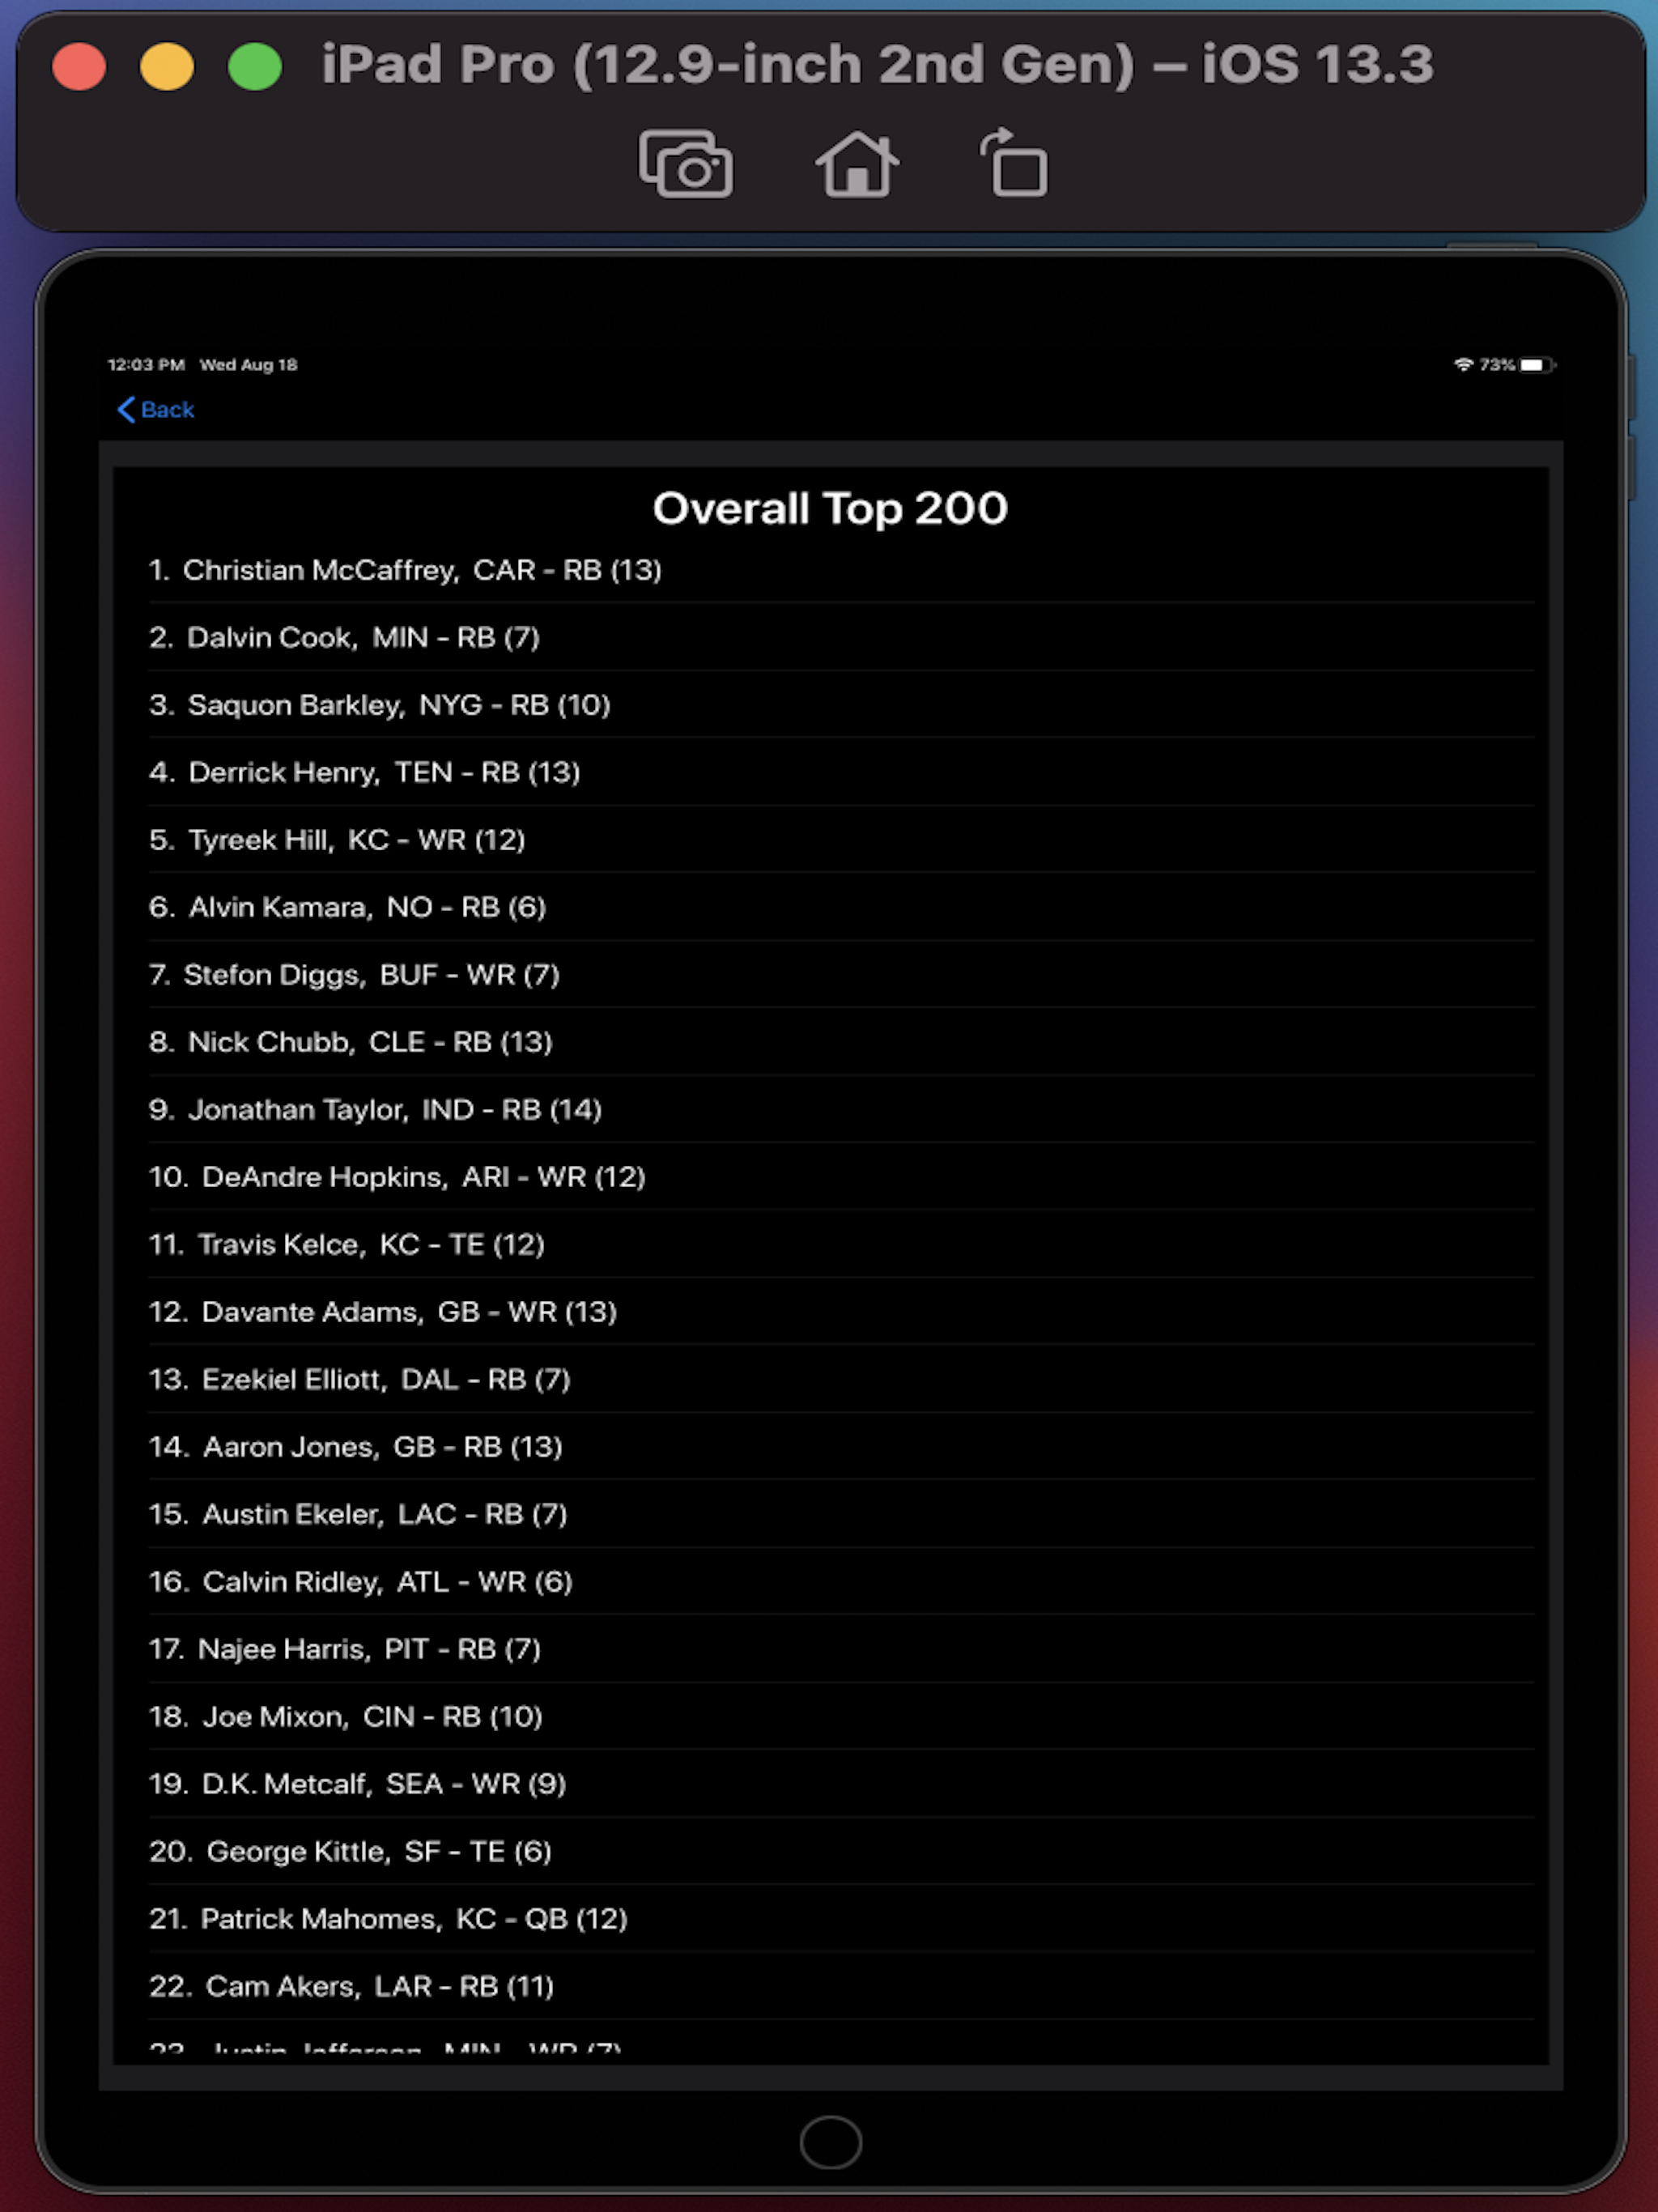 iPad Pro (12.9-inch 2nd Gen) – iOS 13.3
12:03 PM Wed Aug 18
73%
Back
Overall Top 200
1. Christian McCaffrey, CAR - RB (13)
2. Dalvin Cook, MIN - RB (7)
3. Saquon Barkley, NYG - RB (10)
4. Derrick Henry, TEN - RB (13)
5. Tyreek Hill, KC - WR (12)
6. Alvin Kamara, NO - RB (6)
7. Stefon Diggs, BUF - WR (7)
8. Nick Chubb, CLE - RB (13)
9. Jonathan Taylor, IND - RB (14)
10. DeAndre Hopkins, ARI - WR (12)
11. Travis Kelce, KC - TE (12)
12. Davante Adams, GB - WR (13)
13. Ezekiel Elliott, DAL - RB (7)
14. Aaron Jones, GB - RB (13)
15. Austin Ekeler, LAC - RB (7)
16. Calvin Ridley, ATL - WR (6)
17. Najee Harris, PIT - RB (7)
18. Joe Mixon, CIN - RB (10)
19. D.K. Metcalf, SEA - WR (9)
20. George Kittle, SF - TE (6)
21. Patrick Mahomes, KC - QB (12)
22. Cam Akers, LAR - RB (11)
23. Justin Jefferson, MIN - WR (7)